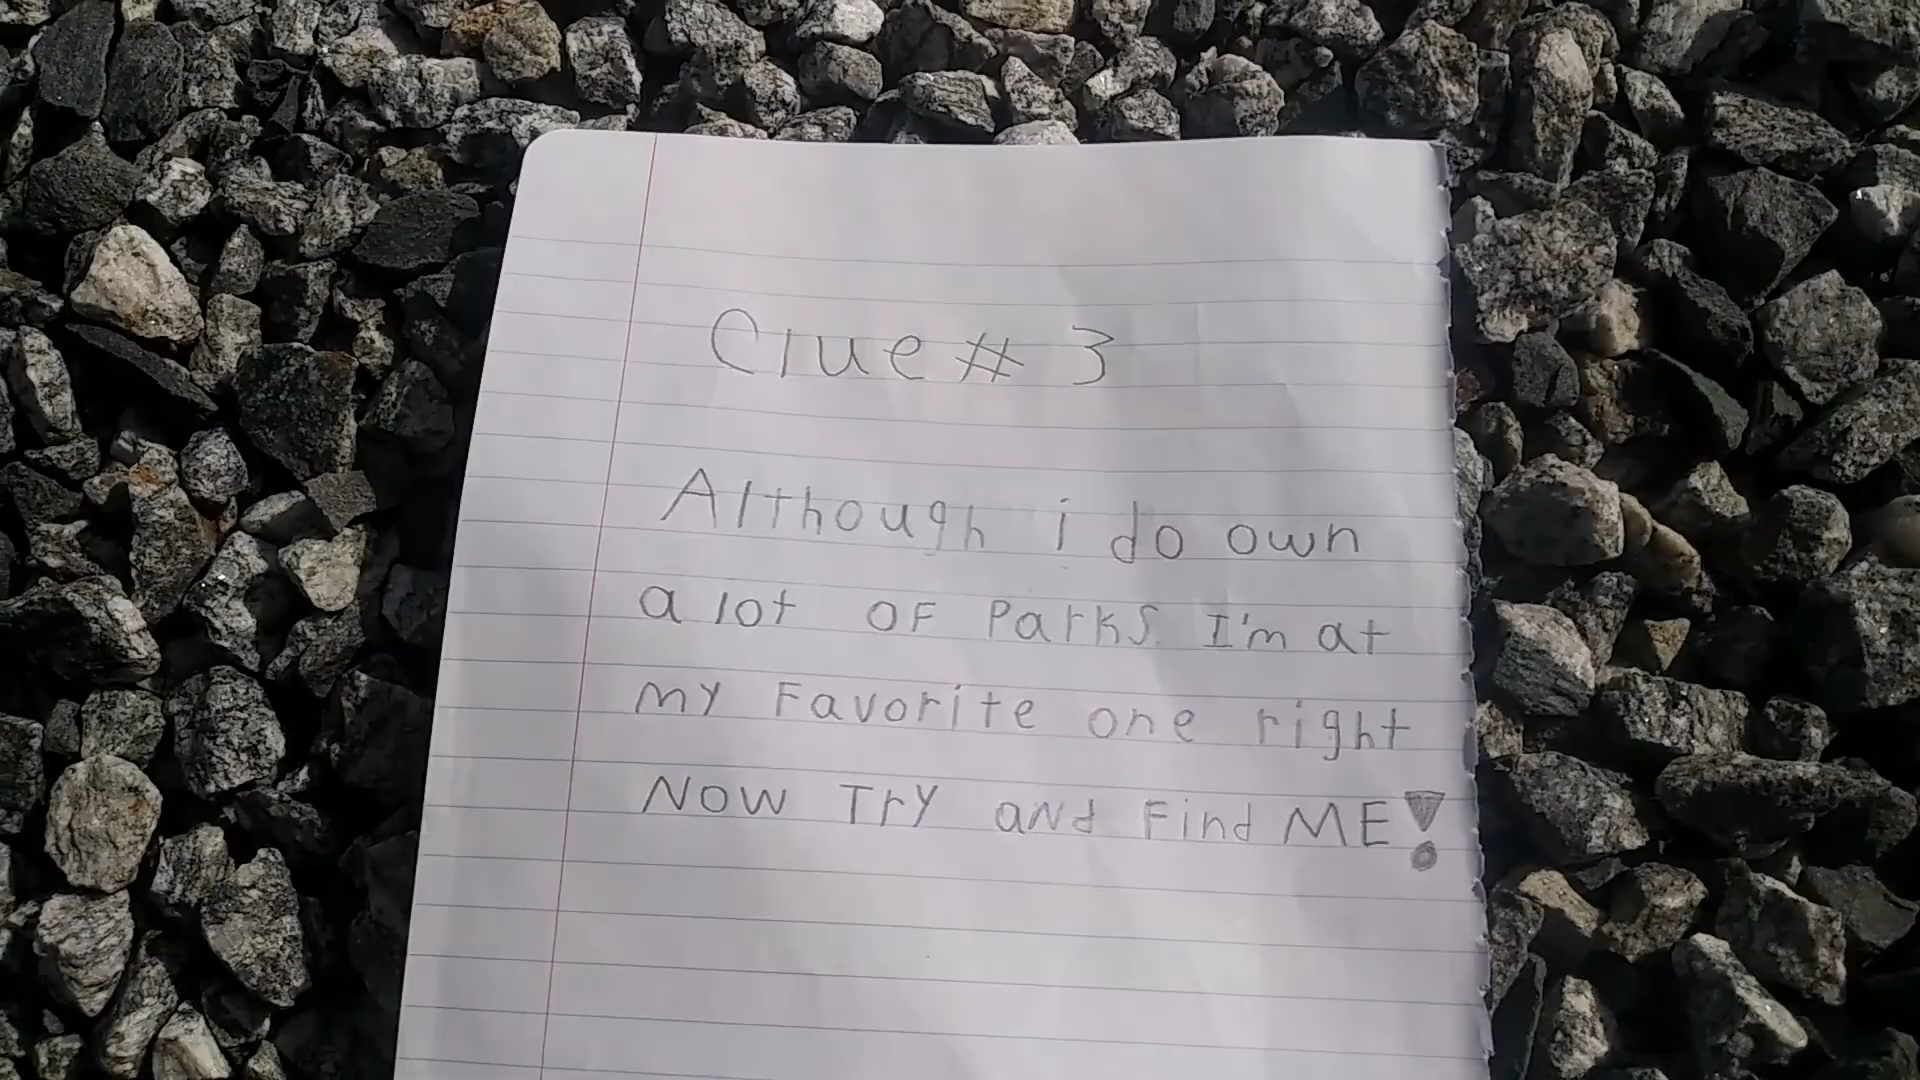 Clue # 3
Although i do own
a lot OF Parks. I'm at
my Favorite one right
NOW TrY aNd Find ME!